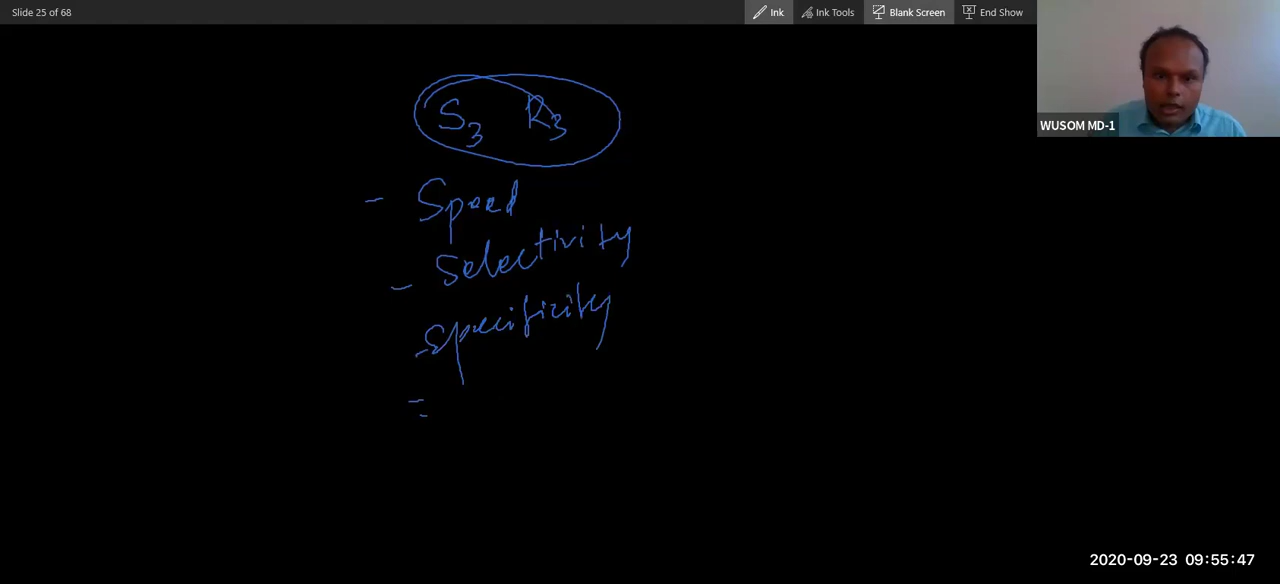 Slide 25 of 68
Ink Ink Tools Blank Screen End Show
WUSOM MD-1
S3 R3
- Speed
- Selectivity
- Specificity
=
2020-09-23 09:55:47